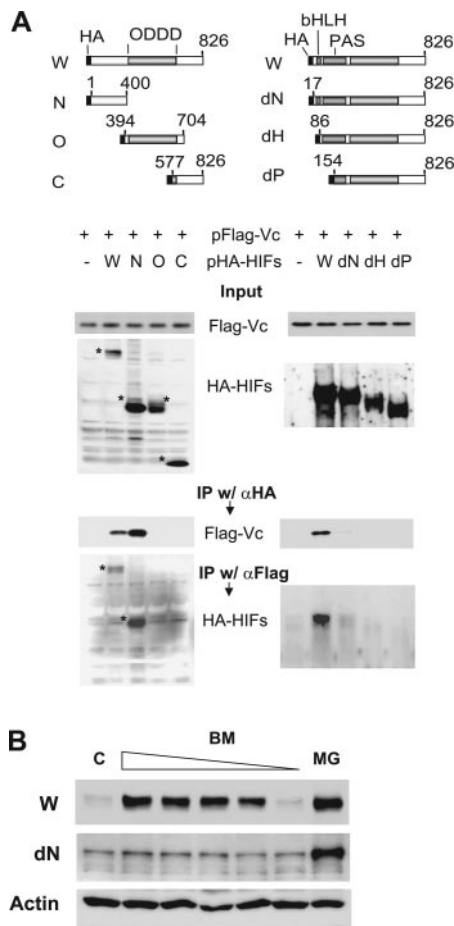 A
HA ODDD 826
W
1 400
N
394 704
O
577 826
C
bHLH
HA PAS 826
W
17 826
dN
86 826
dH
154 826
dP
+ + + + + pFlag-Vc + + + + +
- W N O C pHA-HIFs - W dN dH dP
Input
Flag-Vc
* HA-HIFs
* *
*
IP w/ αHA
Flag-Vc
* IP w/ αFlag
HA-HIFs
*
B
C BM MG
W
dN
Actin